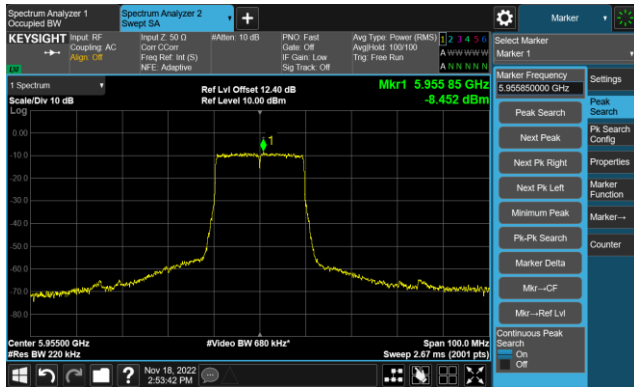 Spectrum Analyzer 1
Occupied BW
Spectrum Analyzer 2
Swept SA
+
Marker
KEYSIGHT
Input: RF
Coupling: AC
Align: Off
Input Z: 50 Ω
Corr CCorr
Freq Ref: Int (S)
NFE: Adaptive
#Atten: 10 dB
PNO: Fast
Gate: Off
IF Gain: Low
Sig Track: Off
Avg Type: Power (RMS)
Avg|Hold: 100/100
Trig: Free Run
1 2 3 4 5 6
A W W W W W
A N N N N N
Select Marker
Marker 1
1 Spectrum
Scale/Div 10 dB
Log
Ref Lvl Offset 12.40 dB
Ref Level 10.00 dBm
Mkr1 5.955 85 GHz
-8.452 dBm
0.00
-10.0
-20.0
-30.0
-40.0
-50.0
-60.0
-70.0
-80.0
1
Center 5.95500 GHz
#Res BW 220 kHz
#Video BW 680 kHz*
Span 100.0 MHz
Sweep 2.67 ms (2001 pts)
Marker Frequency
5.955850000 GHz
Peak Search
Next Peak
Next Pk Right
Next Pk Left
Minimum Peak
Pk-Pk Search
Marker Delta
Mkr→CF
Mkr→Ref Lvl
Continuous Peak
Search
On
Off
Settings
Peak
Search
Pk Search
Config
Properties
Marker
Function
Marker→
Counter
?
Nov 18, 2022
2:53:42 PM